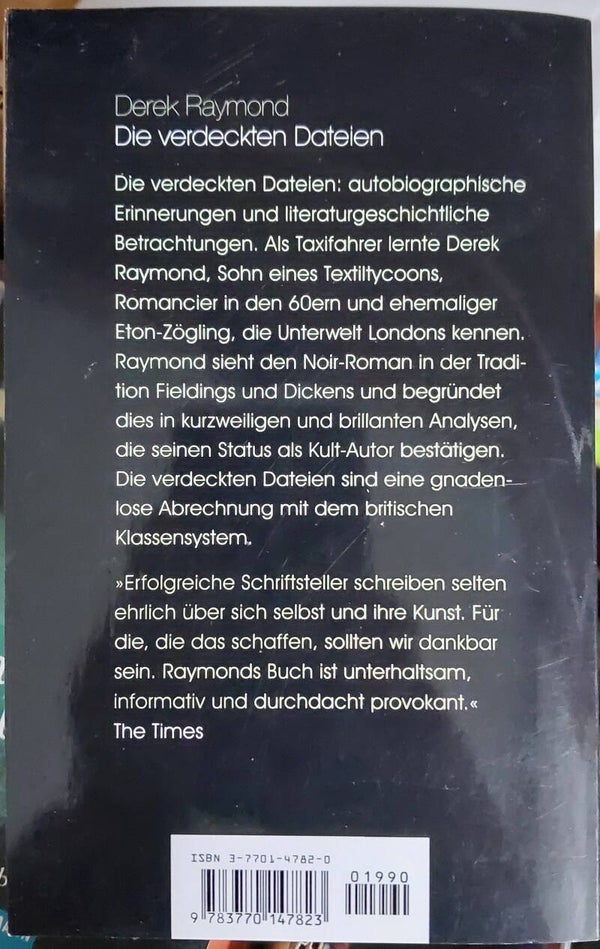 Derek Raymond
Die verdeckten Dateien
Die verdeckten Dateien: autobiographische
Erinnerungen und literaturgeschichtliche
Betrachtungen. Als Taxifahrer lernte Derek
Raymond, Sohn eines Textiltycoons,
Romancier in den 60ern und ehemaliger
Eton-Zögling, die Unterwelt Londons kennen.
Raymond sieht den Noir-Roman in der Tradi-
tion Fieldings und Dickens und begründet
dies in kurzweiligen und brillanten Analysen,
die seinen Status als Kult-Autor bestätigen.
Die verdeckten Dateien sind eine gnaden-
lose Abrechnung mit dem britischen
Klassensystem.
»Erfolgreiche Schriftsteller schreiben selten
ehrlich über sich selbst und ihre Kunst. Für
die, die das schaffen, sollten wir dankbar
sein. Raymonds Buch ist unterhaltsam,
informativ und durchdacht provokant.«
The Times
ISBN 3-7701-4782-0
01990
9 783770 147823